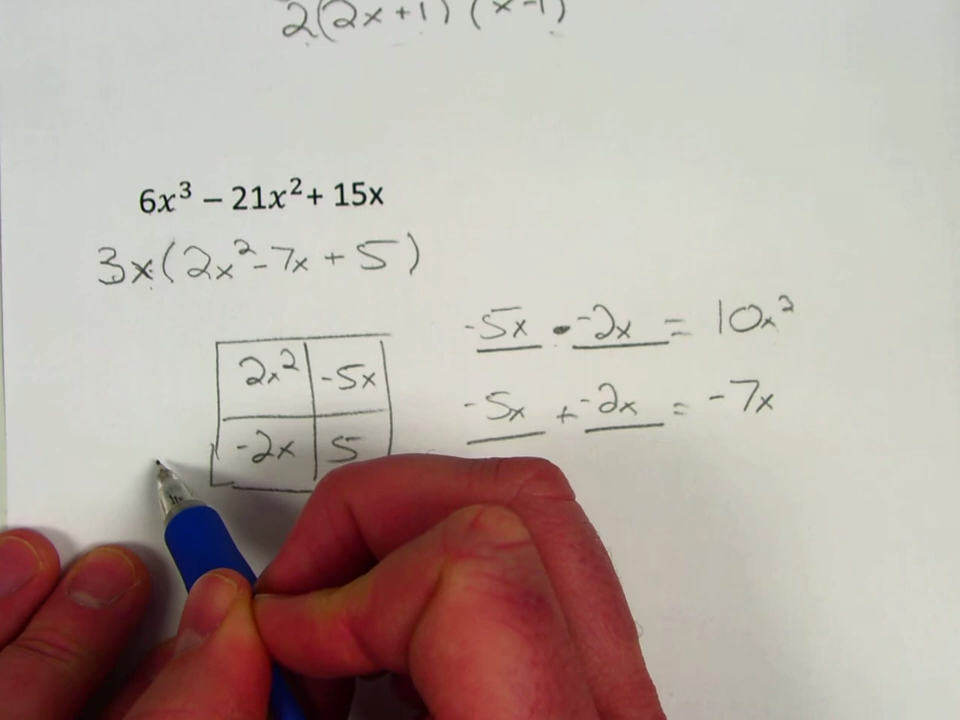 2(2x+1)(x-1)
6x³ − 21x² + 15x
3x(2x²-7x+5)
-5x • -2x = 10x²
2x² -5x
-5x + -2x = -7x
-2x 5